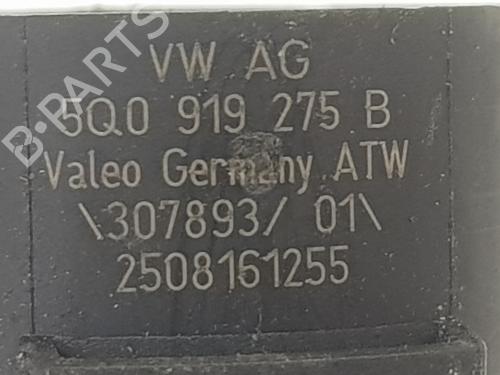 B-PARTS
VW AG
5Q0 919 275 B
Valeo Germany ATW
\307893/ 01\
2508161255